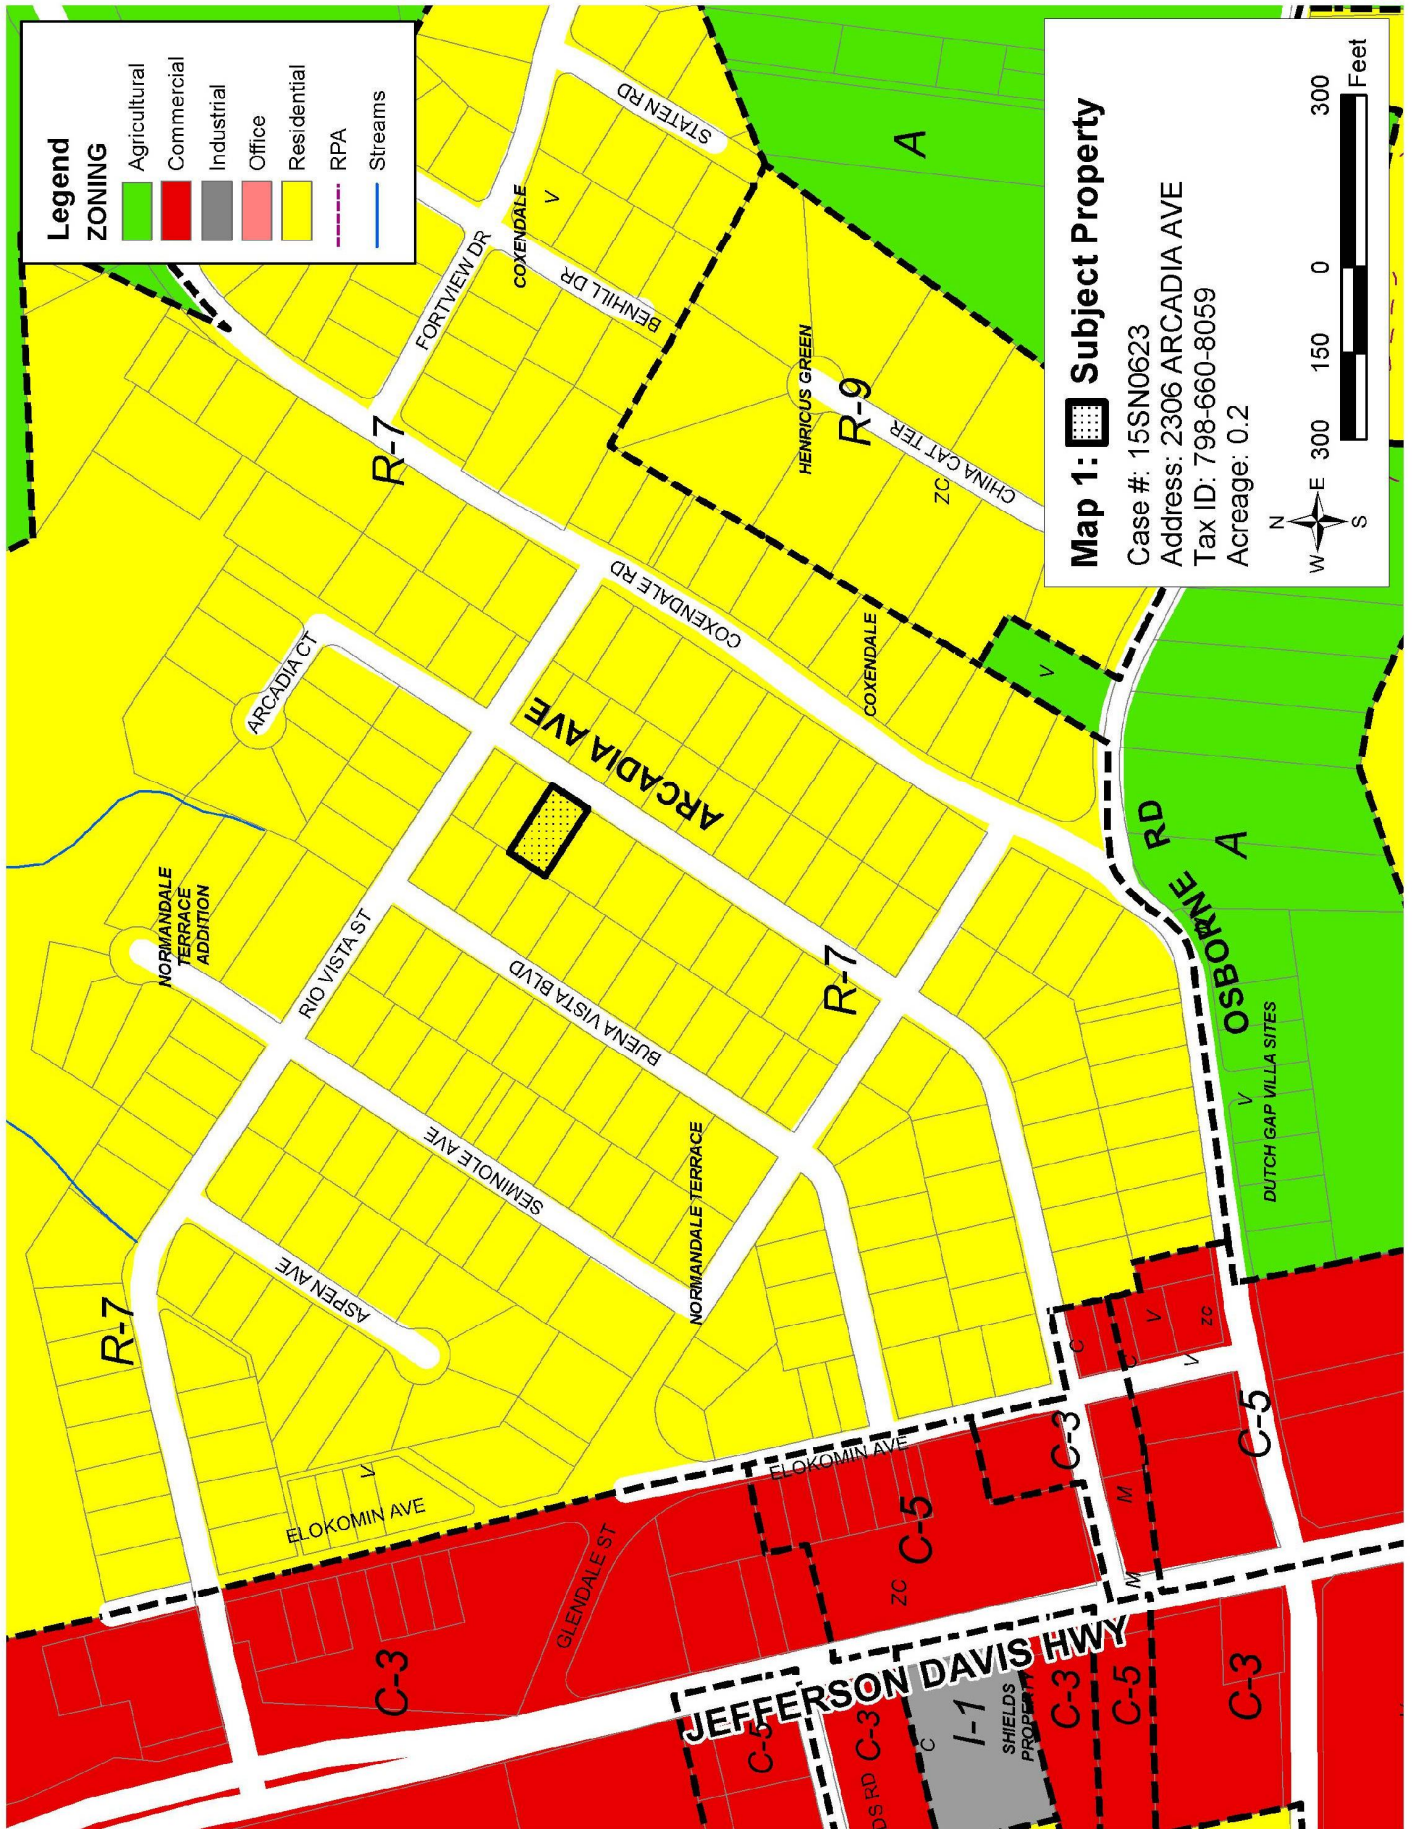 Legend
ZONING
Agricultural
Commercial
Industrial
Office
Residential
RPA
Streams
STATEN RD
FORTVIEW DR
COXENDALE
V
BENHILL DR
A
R-7
HENRICUS GREEN
R-9
CHINA CAT TER
ZC
COXENDALE RD
COXENDALE
V
ARCADIA CT
ARCADIA AVE
NORMANDALE
TERRACE
ADDITION
RIO VISTA ST
BUENA VISTA BLVD
R-7
OSBORNE RD
A
V
DUTCH GAP VILLA SITES
SEMINOLE AVE
NORMANDALE TERRACE
ASPEN AVE
R-7
V
ELOKOMIN AVE
ELOKOMIN AVE
GLENDALE ST
C-3
C-5
ZC
C-3
C
C
V
V
zc
M
M
C-5
JEFFERSON DAVIS HWY
C-5
C-3
DS RD
C
I-1
SHIELDS
PROPERTY
C-3
C-5
C-3
Map 1: Subject Property
Case #: 15SN0623
Address: 2306 ARCADIA AVE
Tax ID: 798-660-8059
Acreage: 0.2
N
W E
S
300 150 0 300
Feet